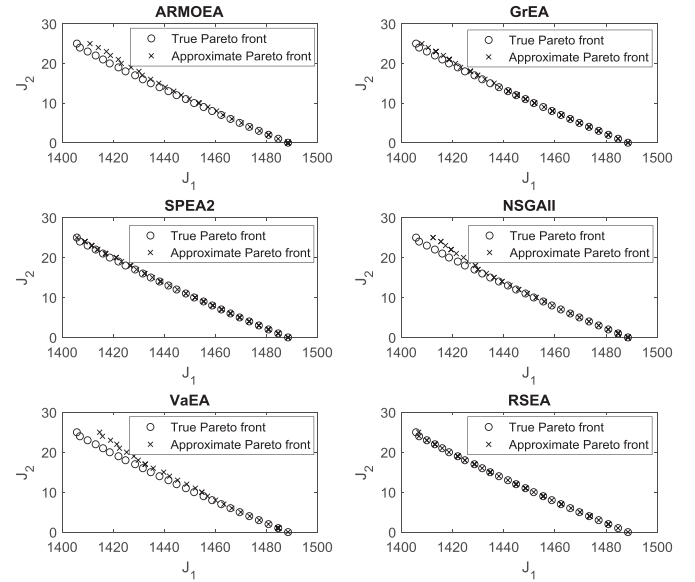 ARMOEA
True Pareto front
Approximate Pareto front
30
20
10
0
J2
1400 1420 1440 1460 1480 1500
J1
GrEA
True Pareto front
Approximate Pareto front
30
20
10
0
J2
1400 1420 1440 1460 1480 1500
J1
SPEA2
True Pareto front
Approximate Pareto front
30
20
10
0
J2
1400 1420 1440 1460 1480 1500
J1
NSGAII
True Pareto front
Approximate Pareto front
30
20
10
0
J2
1400 1420 1440 1460 1480 1500
J1
VaEA
True Pareto front
Approximate Pareto front
30
20
10
0
J2
1400 1420 1440 1460 1480 1500
J1
RSEA
True Pareto front
Approximate Pareto front
30
20
10
0
J2
1400 1420 1440 1460 1480 1500
J1